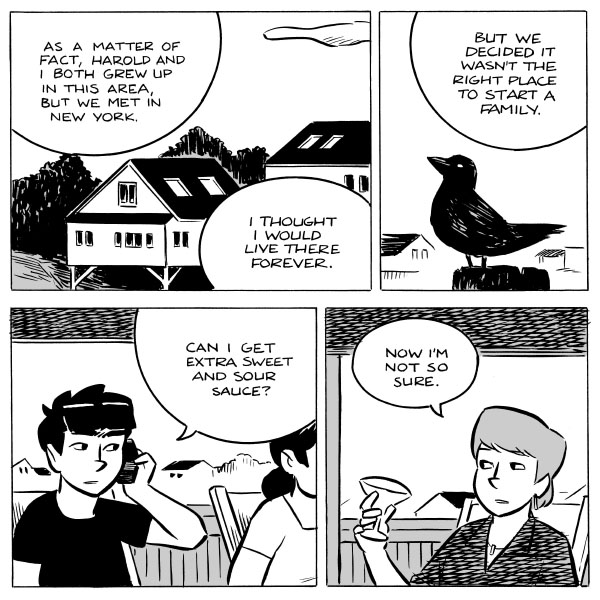 AS A MATTER OF
FACT, HAROLD AND
I BOTH GREW UP
IN THIS AREA,
BUT WE MET IN
NEW YORK.
I THOUGHT
I WOULD
LIVE THERE
FOREVER.
BUT WE
DECIDED IT
WASN'T THE
RIGHT PLACE
TO START A
FAMILY.
CAN I GET
EXTRA SWEET
AND SOUR
SAUCE?
NOW I'M
NOT SO
SURE.